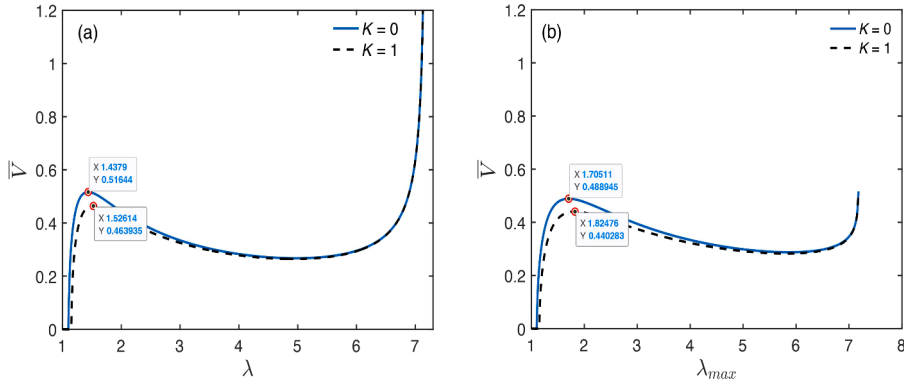 (a)
K = 0
K = 1
X 1.4379
Y 0.51644
X 1.52614
Y 0.463935
V̅
0
0.2
0.4
0.6
0.8
1
1.2
1 2 3 4 5 6 7
λ
(b)
K = 0
K = 1
X 1.70511
Y 0.488945
X 1.82476
Y 0.440283
V̅
0
0.2
0.4
0.6
0.8
1
1.2
1 2 3 4 5 6 7 8
λmax